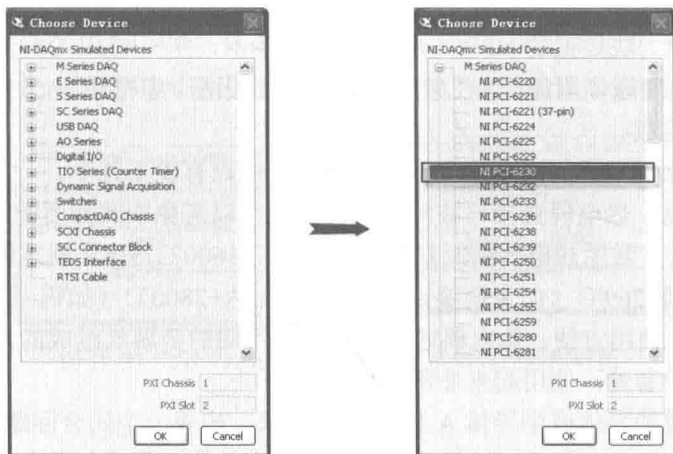 Choose Device
NI-DAQmx Simulated Devices
M Series DAQ
E Series DAQ
S Series DAQ
SC Series DAQ
USB DAQ
AO Series
Digital I/O
TIO Series (Counter Timer)
Dynamic Signal Acquisition
Switches
CompactDAQ Chassis
SCXI Chassis
SCC Connector Block
TEDS Interface
RTSI Cable
PXI Chassis 1
PXI Slot 2
OK Cancel
Choose Device
NI-DAQmx Simulated Devices
M Series DAQ
NI PCI-6220
NI PCI-6221
NI PCI-6221 (37-pin)
NI PCI-6224
NI PCI-6225
NI PCI-6229
NI PCI-6230
NI PCI-6232
NI PCI-6233
NI PCI-6236
NI PCI-6238
NI PCI-6239
NI PCI-6250
NI PCI-6251
NI PCI-6254
NI PCI-6255
NI PCI-6259
NI PCI-6280
NI PCI-6281
PXI Chassis 1
PXI Slot 2
OK Cancel